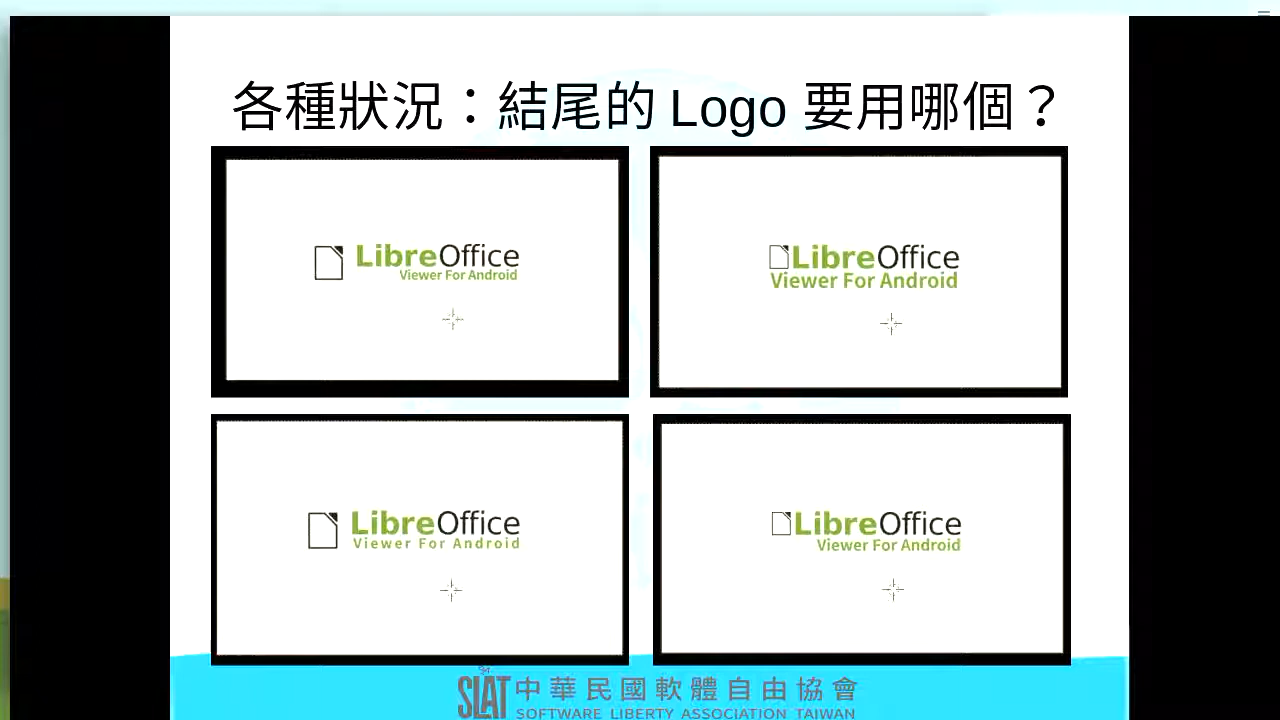 各種狀況：結尾的 Logo 要用哪個？
LibreOffice
Viewer For Android
LibreOffice
Viewer For Android
LibreOffice
Viewer For Android
LibreOffice
Viewer For Android
SLAT 中華民國軟體自由協會
SOFTWARE LIBERTY ASSOCIATION TAIWAN